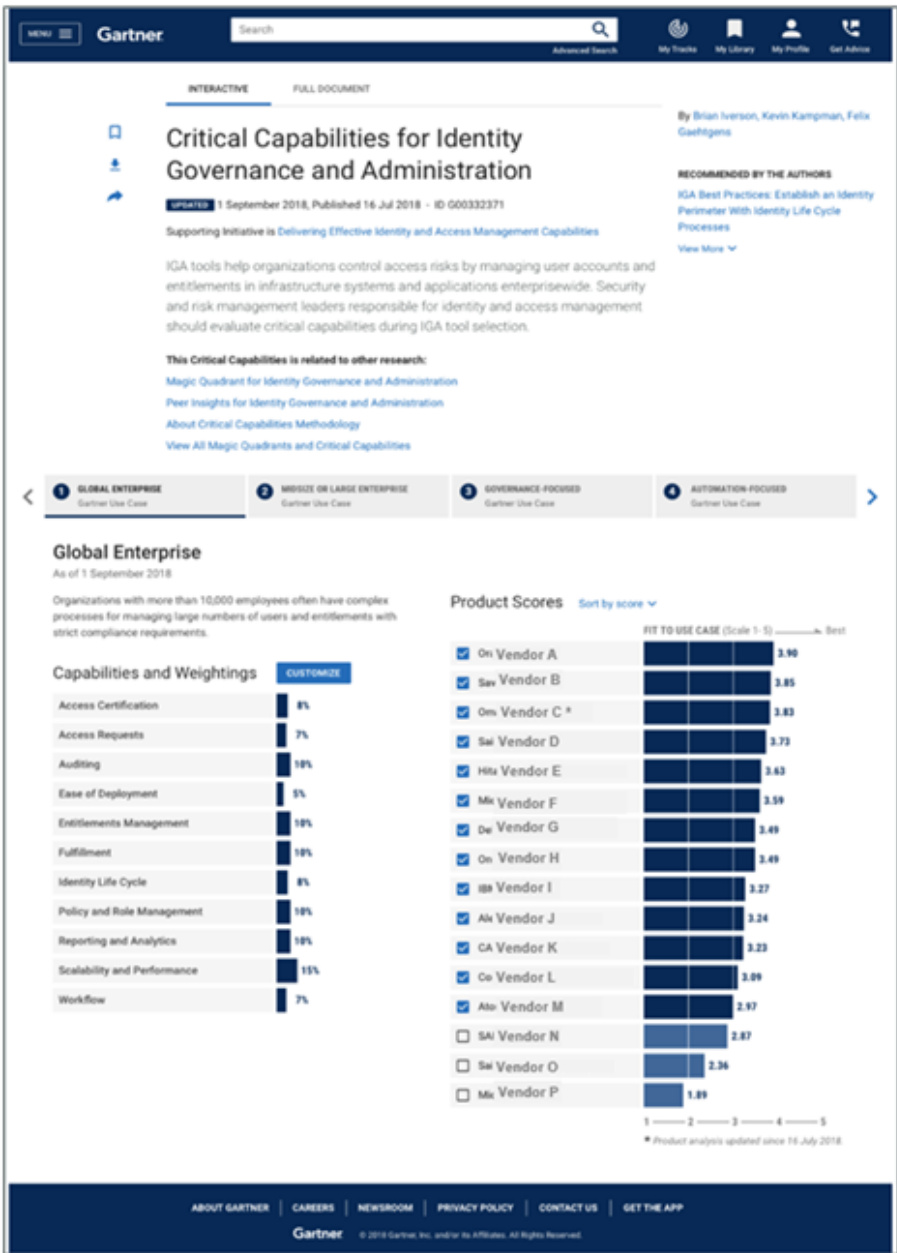 MENU
Gartner
Search
Advanced Search
My Tracks
My Library
My Profile
Get Advice
INTERACTIVE
FULL DOCUMENT
Critical Capabilities for Identity
Governance and Administration
UPDATED 1 September 2018, Published 16 Jul 2018 - ID G00332371
Supporting Initiative is Delivering Effective Identity and Access Management Capabilities
IGA tools help organizations control access risks by managing user accounts and
entitlements in infrastructure systems and applications enterprisewide. Security
and risk management leaders responsible for identity and access management
should evaluate critical capabilities during IGA tool selection.
This Critical Capabilities is related to other research:
Magic Quadrant for Identity Governance and Administration
Peer Insights for Identity Governance and Administration
About Critical Capabilities Methodology
View All Magic Quadrants and Critical Capabilities
By Brian Iverson, Kevin Kampman, Felix
Gaehtgens
RECOMMENDED BY THE AUTHORS
IGA Best Practices: Establish an Identity
Perimeter With Identity Life Cycle
Processes
View More
1 GLOBAL ENTERPRISE
Gartner Use Case
2 MIDSIZE OR LARGE ENTERPRISE
Gartner Use Case
3 GOVERNANCE-FOCUSED
Gartner Use Case
4 AUTOMATION-FOCUSED
Gartner Use Case
Global Enterprise
As of 1 September 2018
Organizations with more than 10,000 employees often have complex
processes for managing large numbers of users and entitlements with
strict compliance requirements.
Capabilities and Weightings
CUSTOMIZE
Access Certification 8%
Access Requests 7%
Auditing 10%
Ease of Deployment 5%
Entitlements Management 10%
Fulfillment 10%
Identity Life Cycle 8%
Policy and Role Management 10%
Reporting and Analytics 10%
Scalability and Performance 15%
Workflow 7%
Product Scores
Sort by score
FIT TO USE CASE (Scale 1- 5) Best
Vendor A 3.90
Sav Vendor B 3.85
Vendor C * 3.83
Sai Vendor D 3.73
Hita Vendor E 3.63
Mic Vendor F 3.59
Vendor G 3.49
On Vendor H 3.49
IBM Vendor I 3.27
Vendor J 3.24
CA Vendor K 3.23
Co Vendor L 3.09
Ato Vendor M 2.97
Vendor N 2.87
Sai Vendor O 2.36
Mic Vendor P 1.89
1 2 3 4 5
* Product analysis updated since 16 July 2018.
ABOUT GARTNER
CAREERS
NEWSROOM
PRIVACY POLICY
CONTACT US
GET THE APP
Gartner © 2018 Gartner, Inc. and/or its Affiliates. All Rights Reserved.